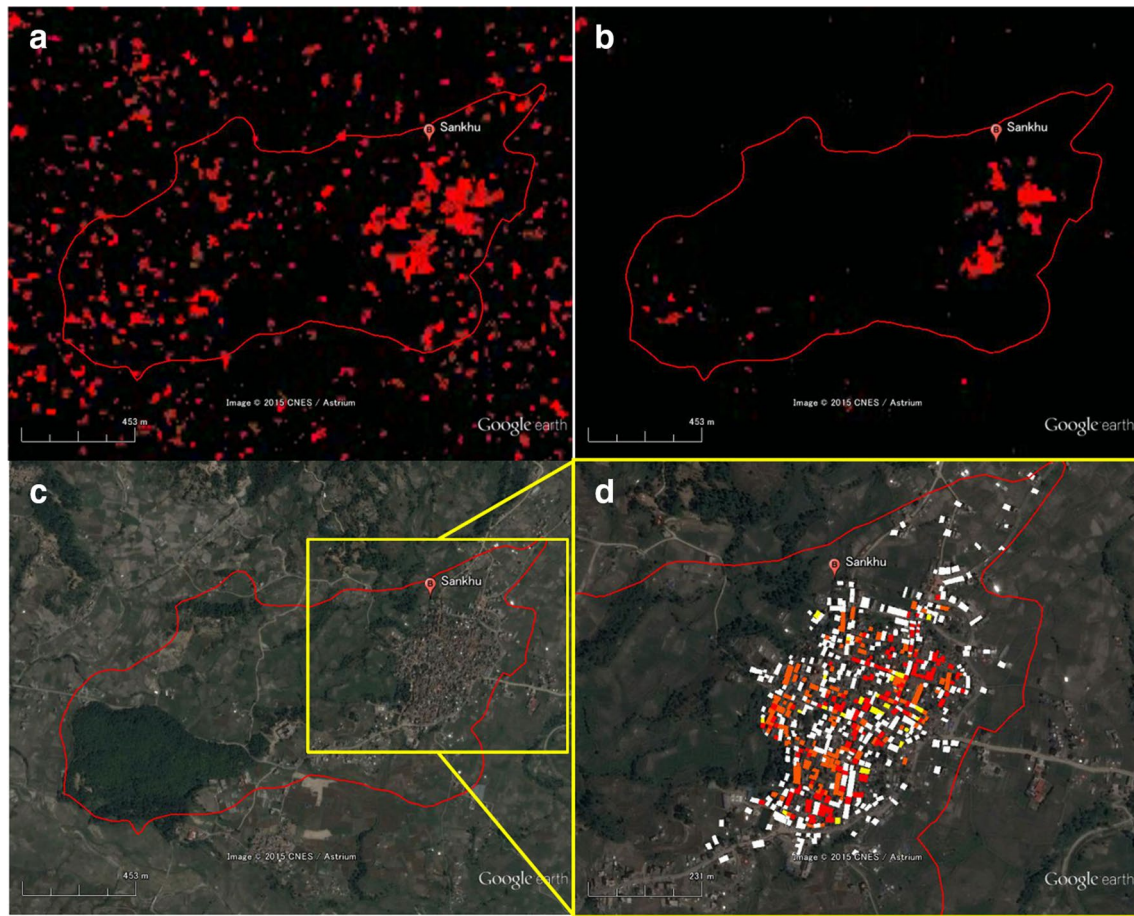 a
B Sankhu
Image © 2015 CNES / Astrium
453 m
Google earth
b
B Sankhu
Image © 2015 CNES / Astrium
453 m
Google earth
c
B Sankhu
Image © 2015 CNES / Astrium
453 m
Google earth
d
B Sankhu
Image © 2015 CNES / Astrium
231 m
Google earth